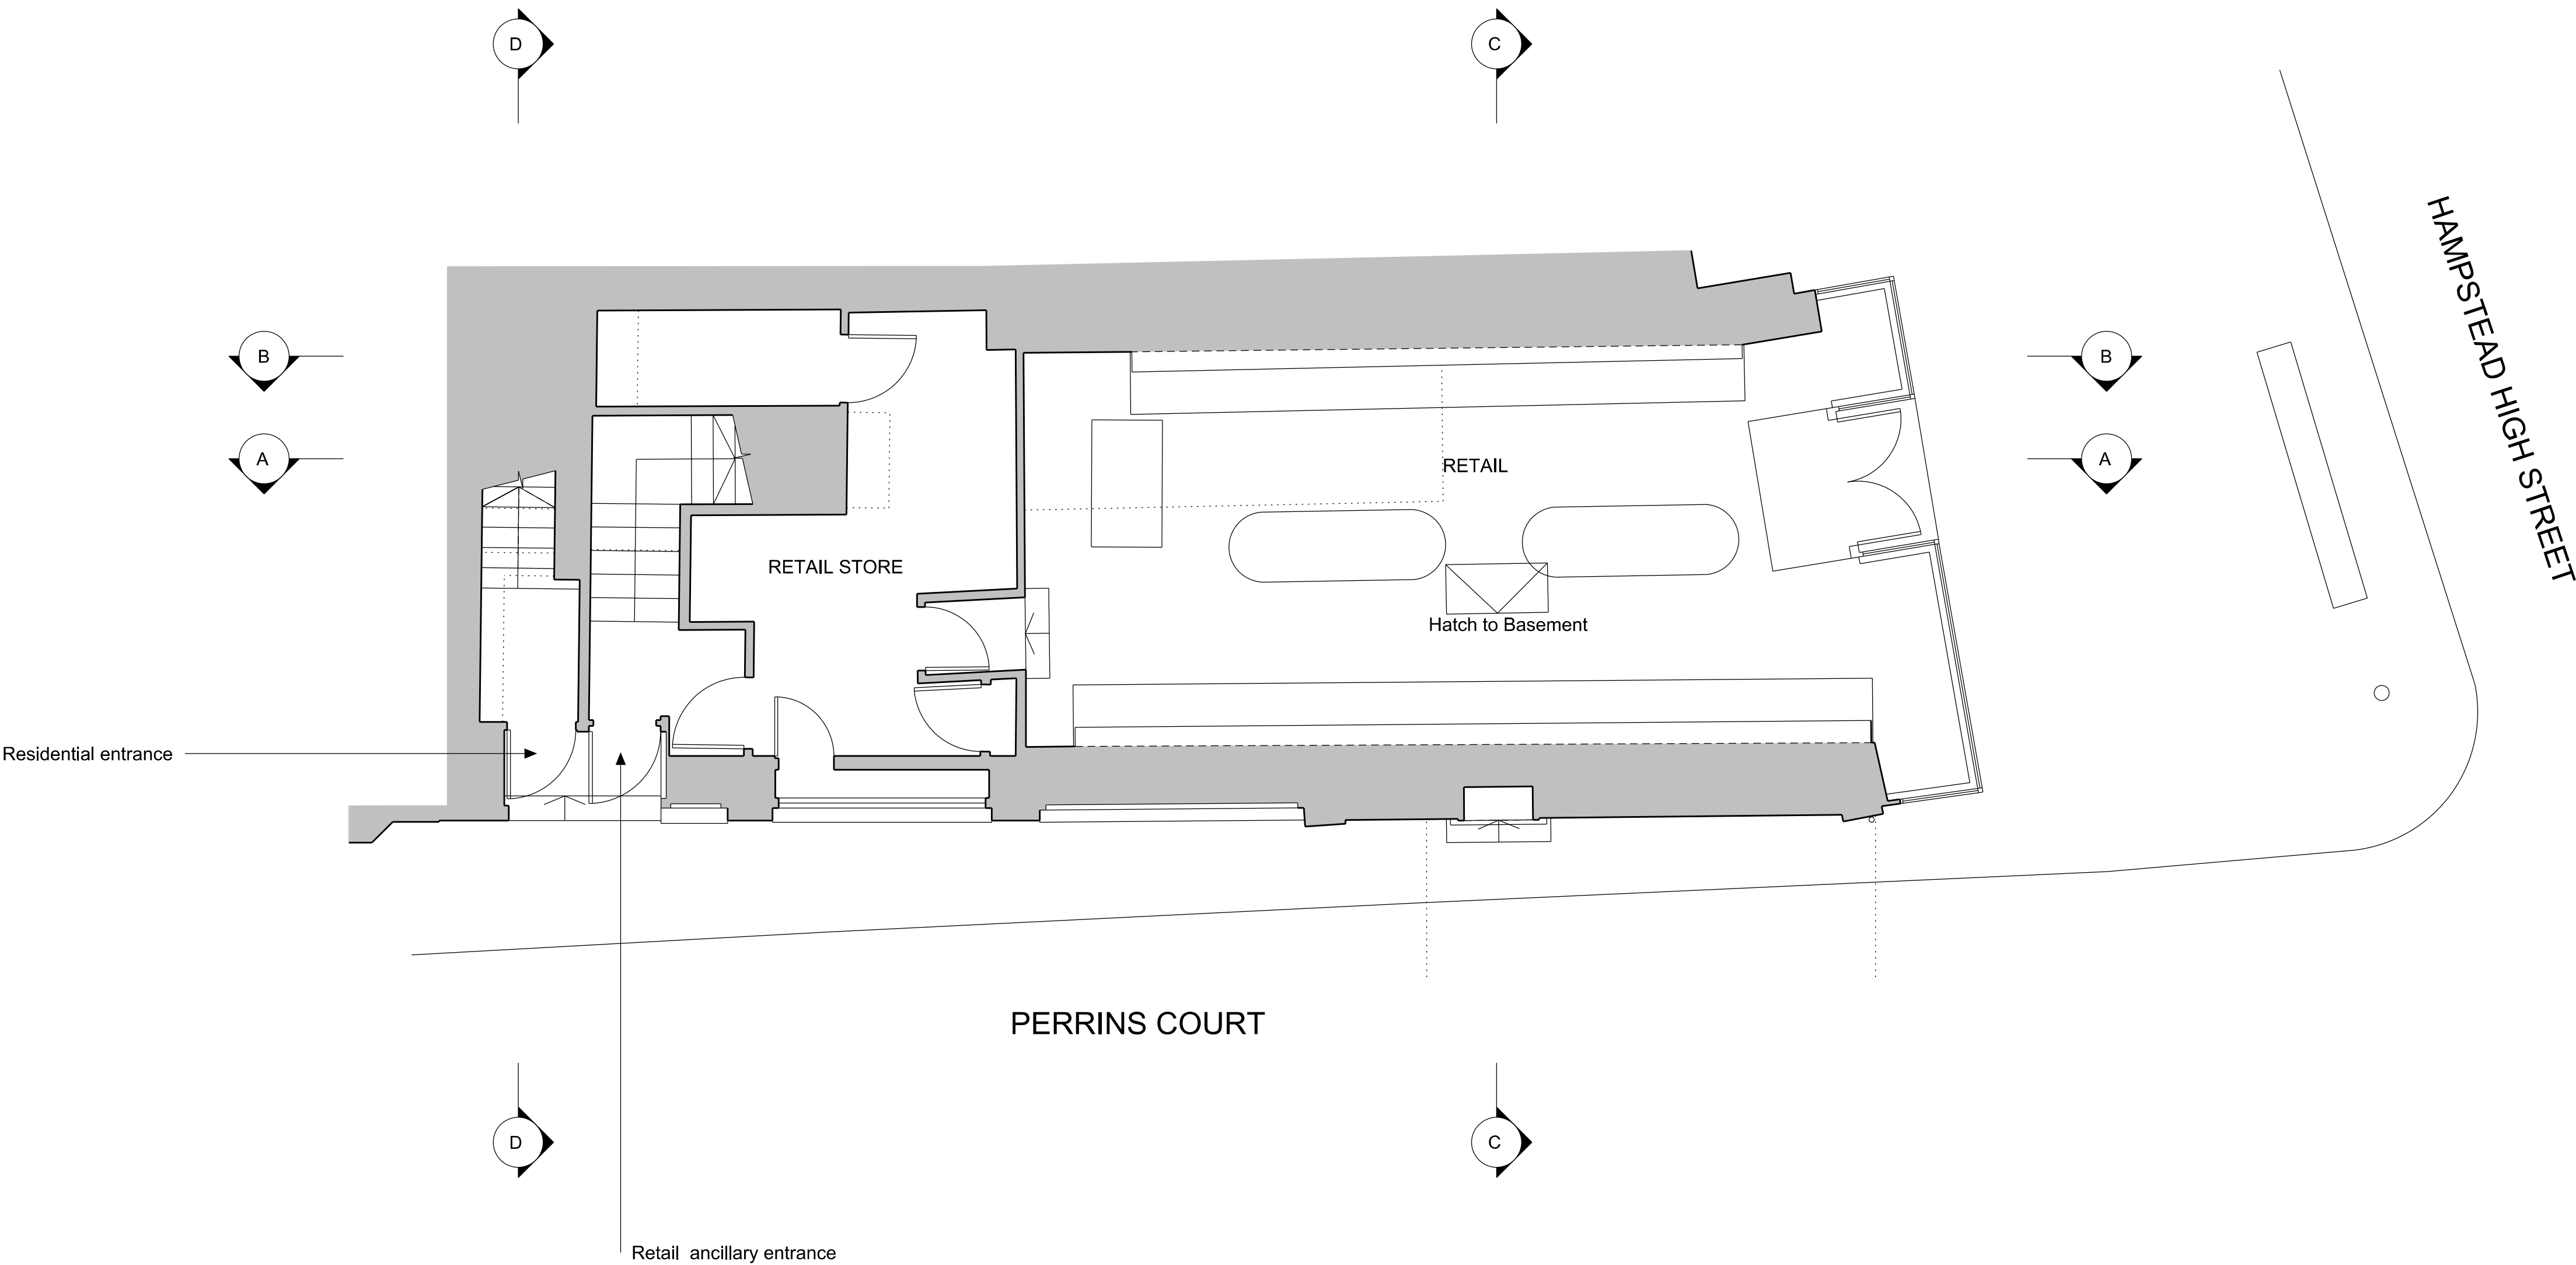 D
C
HAMPSTEAD HIGH STREET
B
B
A
A
RETAIL
RETAIL STORE
Hatch to Basement
Residential entrance
PERRINS COURT
D
C
Retail ancillary entrance